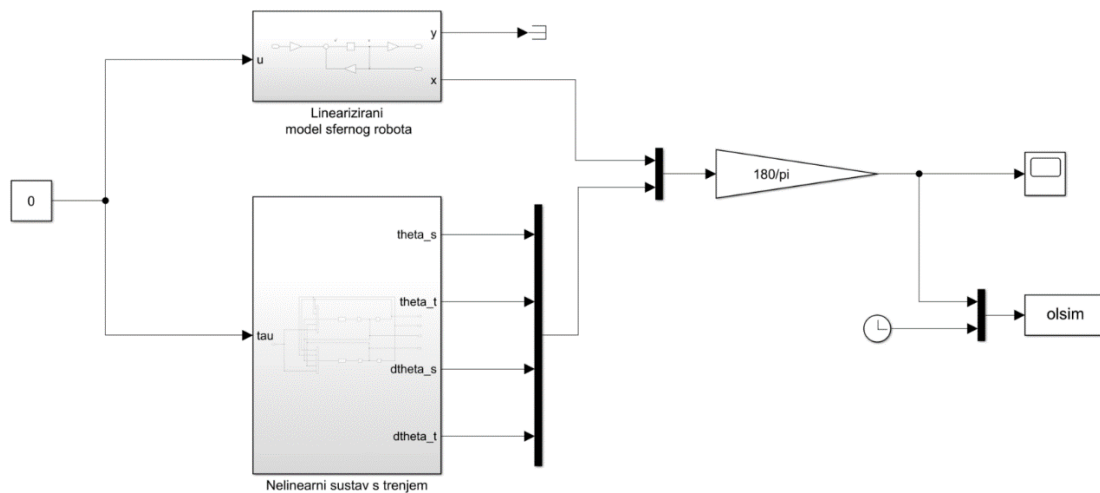 y
u
x
Linearizirani
model sfernog robota
0
180/pi
theta_s
theta_t
tau
dtheta_s
dtheta_t
olsim
Nelinearni sustav s trenjem